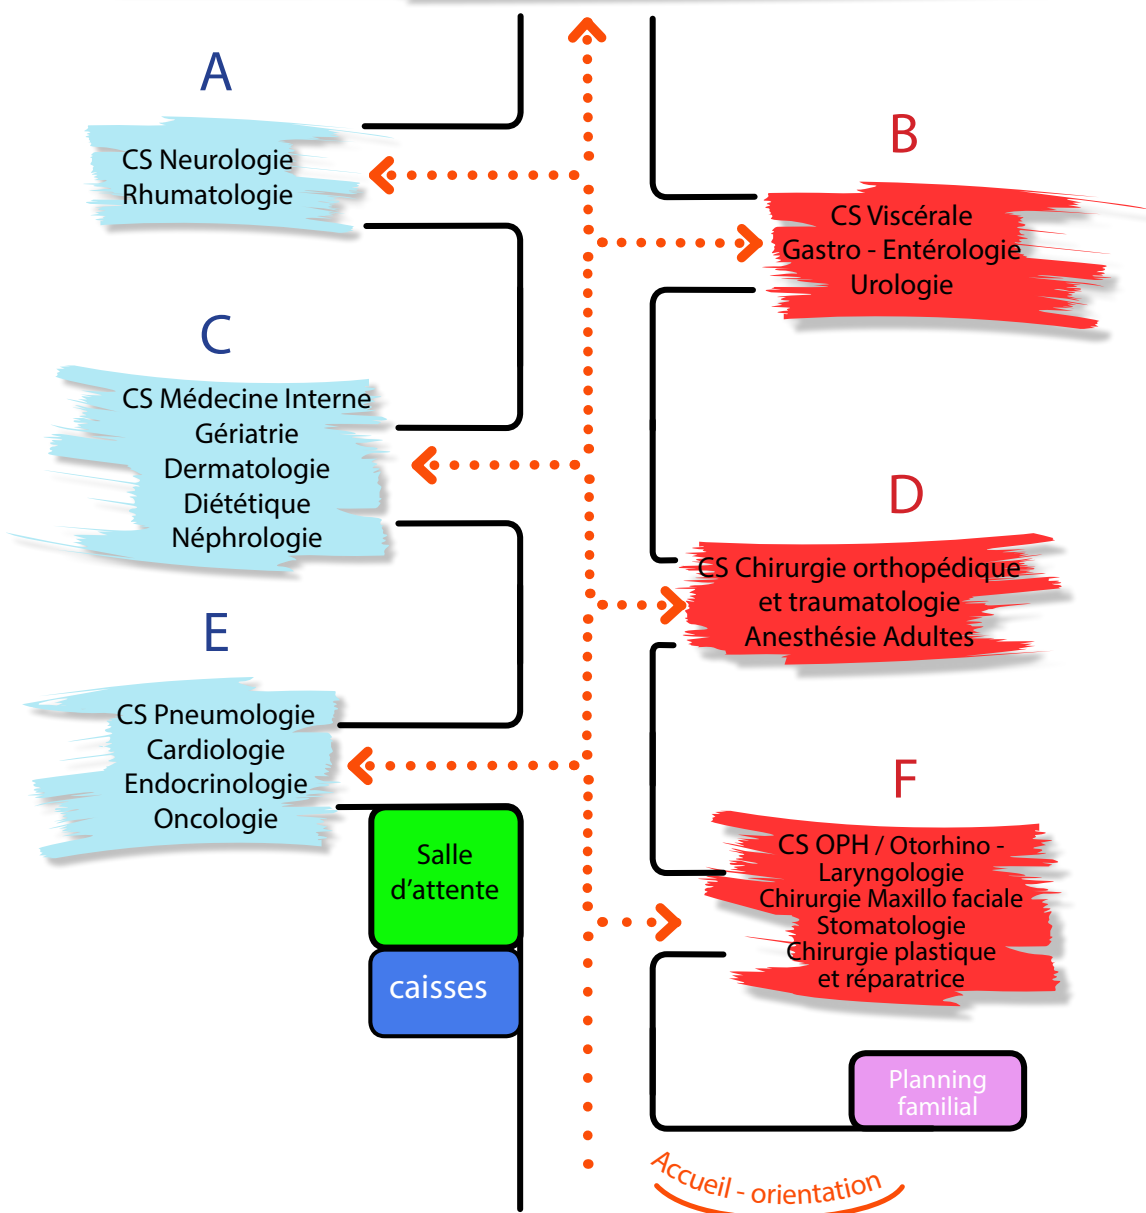 A
CS Neurologie
Rhumatologie
B
CS Viscérale
Gastro - Entérologie
Urologie
C
CS Médecine Interne
Gériatrie
Dermatologie
Diététique
Néphrologie
D
CS Chirurgie orthopédique
et traumatologie
Anesthésie Adultes
E
CS Pneumologie
Cardiologie
Endocrinologie
Oncologie
F
CS OPH / Otorhino -
Laryngologie
Chirurgie Maxillo faciale
Stomatologie
Chirurgie plastique
et réparatrice
Salle
d’attente
caisses
Planning
familial
Accueil - orientation